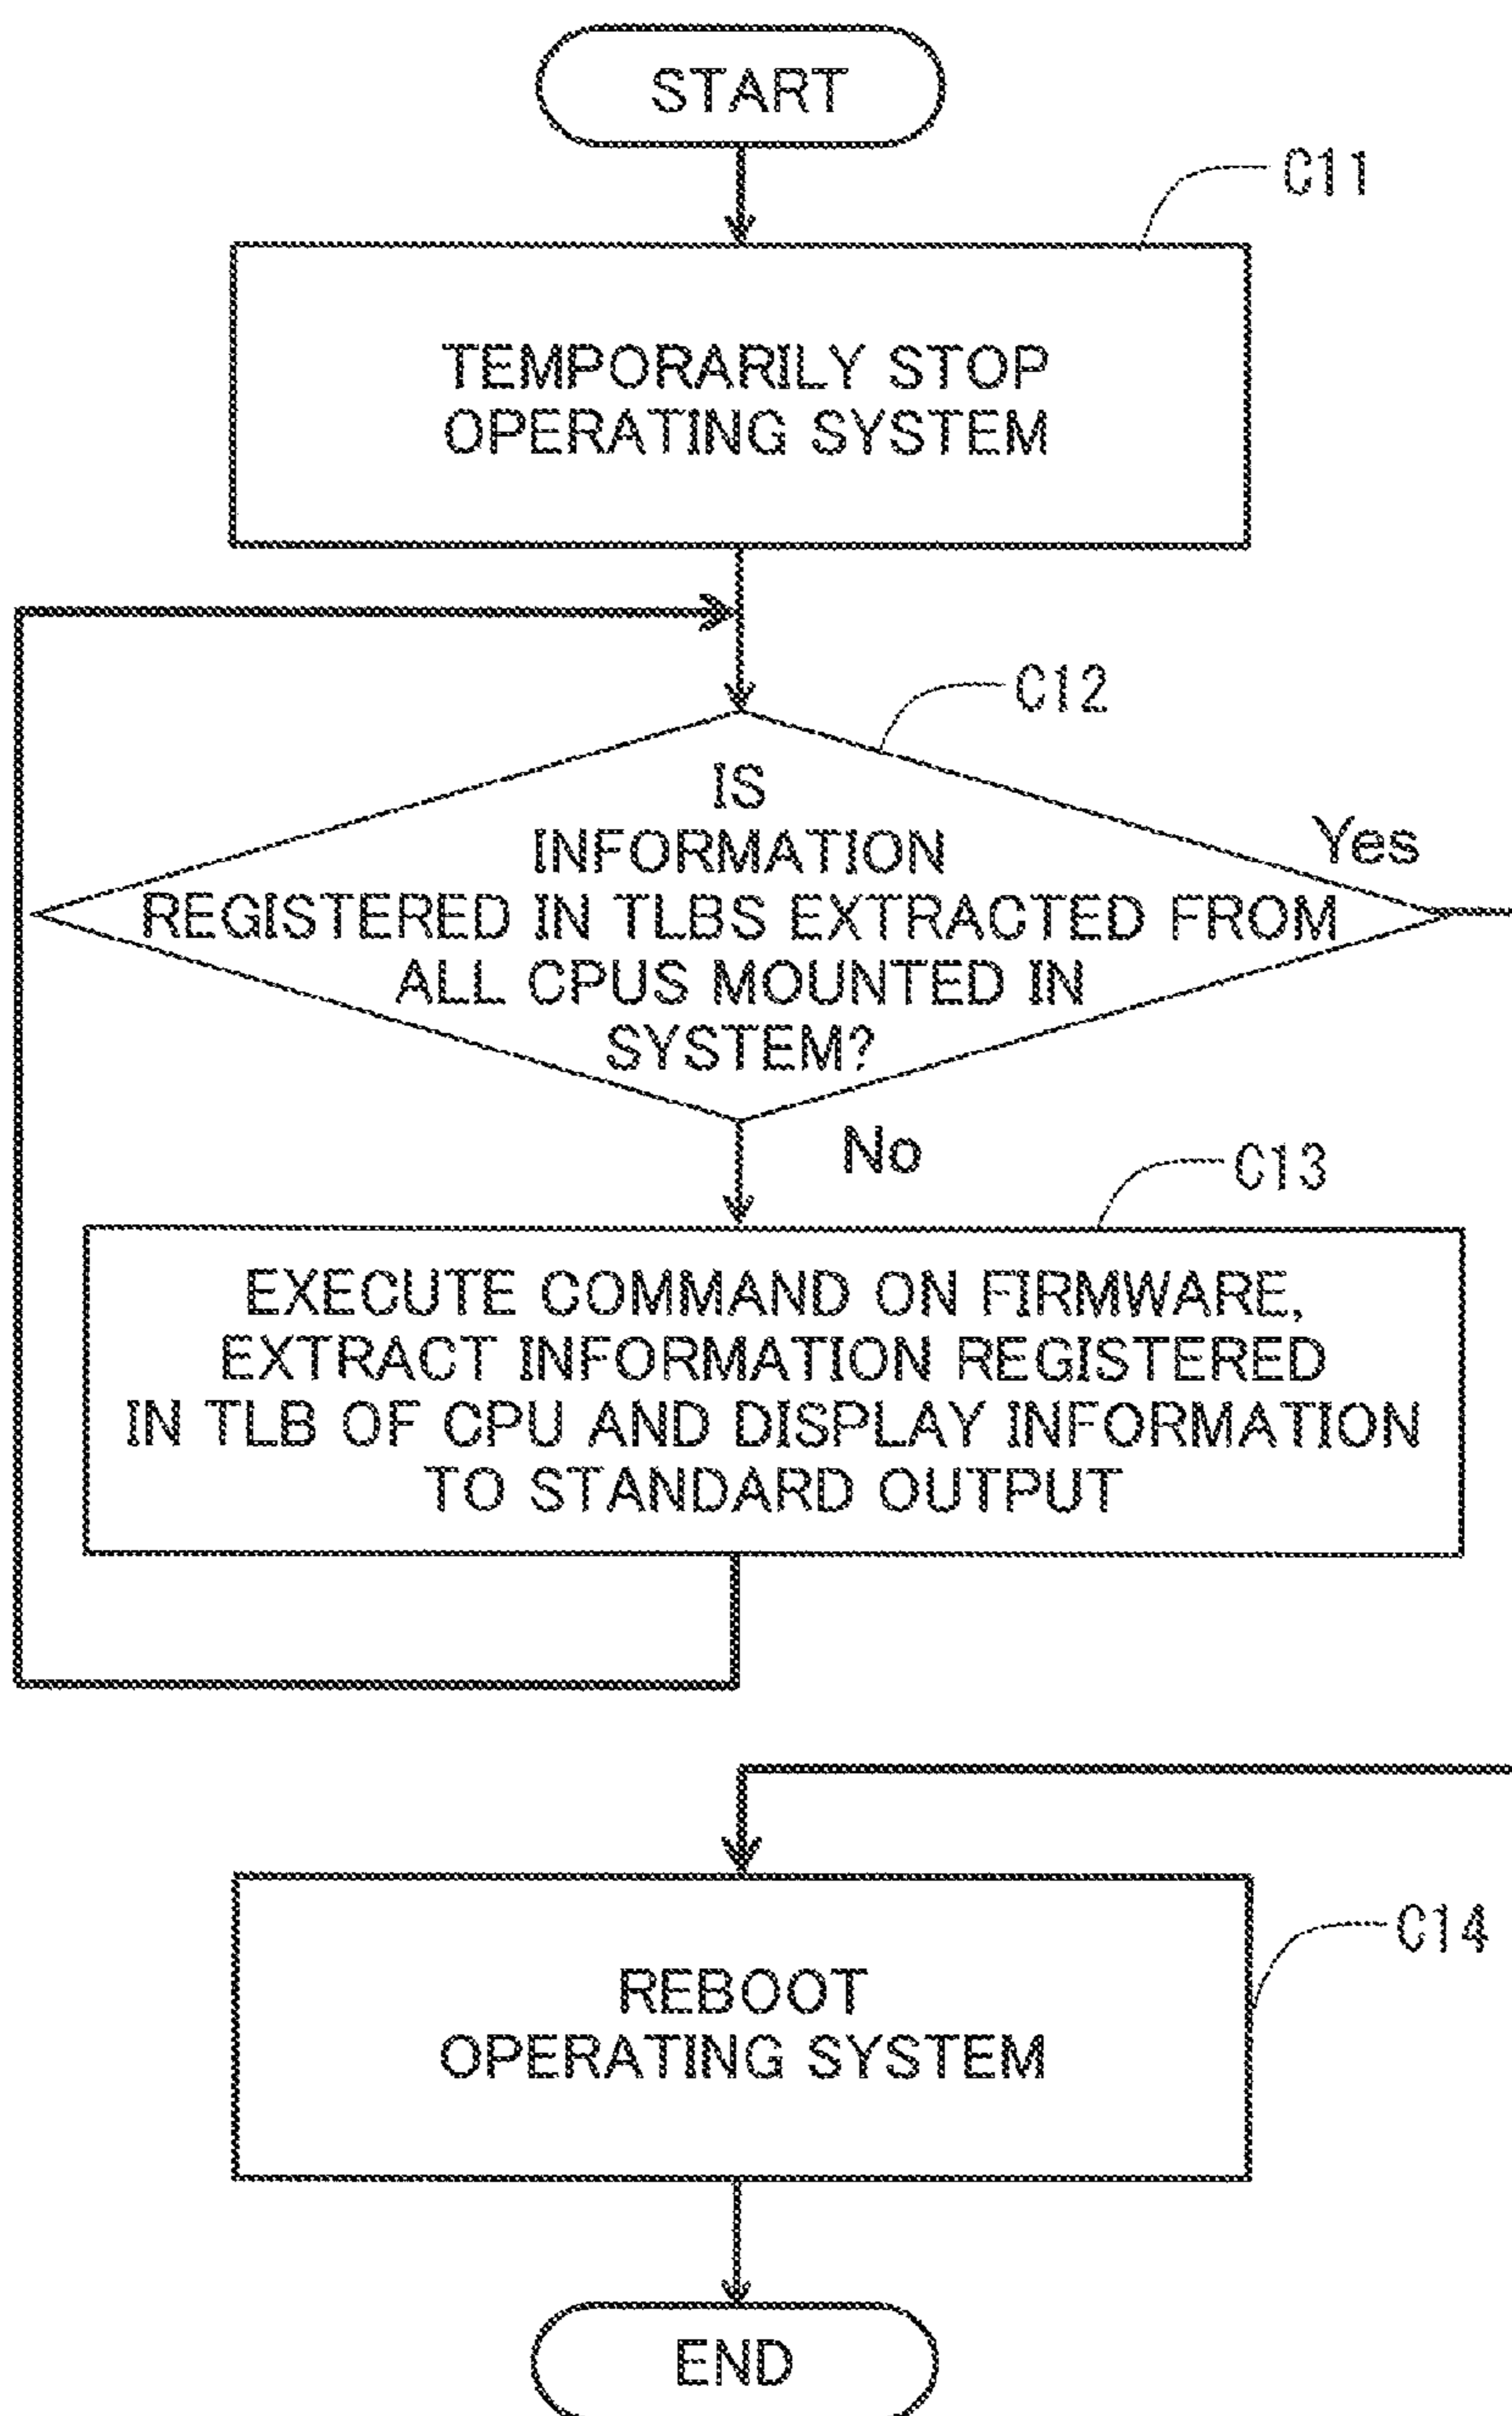 START
C11
TEMPORARILY STOP
OPERATING SYSTEM
C12
IS
INFORMATION
REGISTERED IN TLBS EXTRACTED FROM
ALL CPUS MOUNTED IN
SYSTEM?
Yes
No
C13
EXECUTE COMMAND ON FIRMWARE,
EXTRACT INFORMATION REGISTERED
IN TLB OF CPU AND DISPLAY INFORMATION
TO STANDARD OUTPUT
C14
REBOOT
OPERATING SYSTEM
END